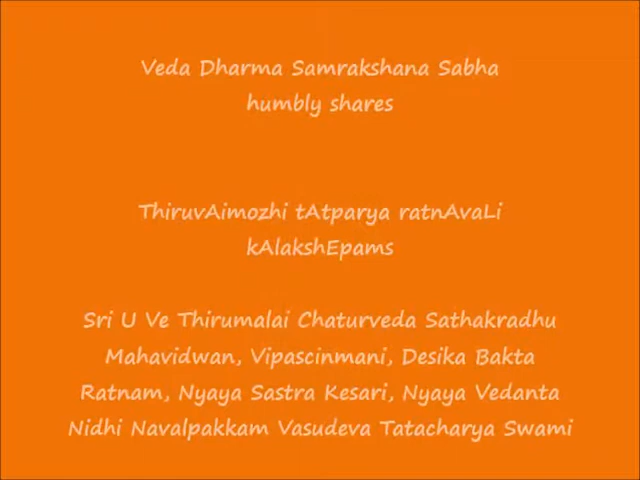 Veda Dharma Samrakshana Sabha
humbly shares
ThiruvAimozhi tAtparya ratnAvaLi
kAlakshEpams
Sri U Ve Thirumalai Chaturveda Sathakradhu
Mahavidwan, Vipascinmani, Desika Bakta
Ratnam, Nyaya Sastra Kesari, Nyaya Vedanta
Nidhi Navalpakkam Vasudeva Tatacharya Swami